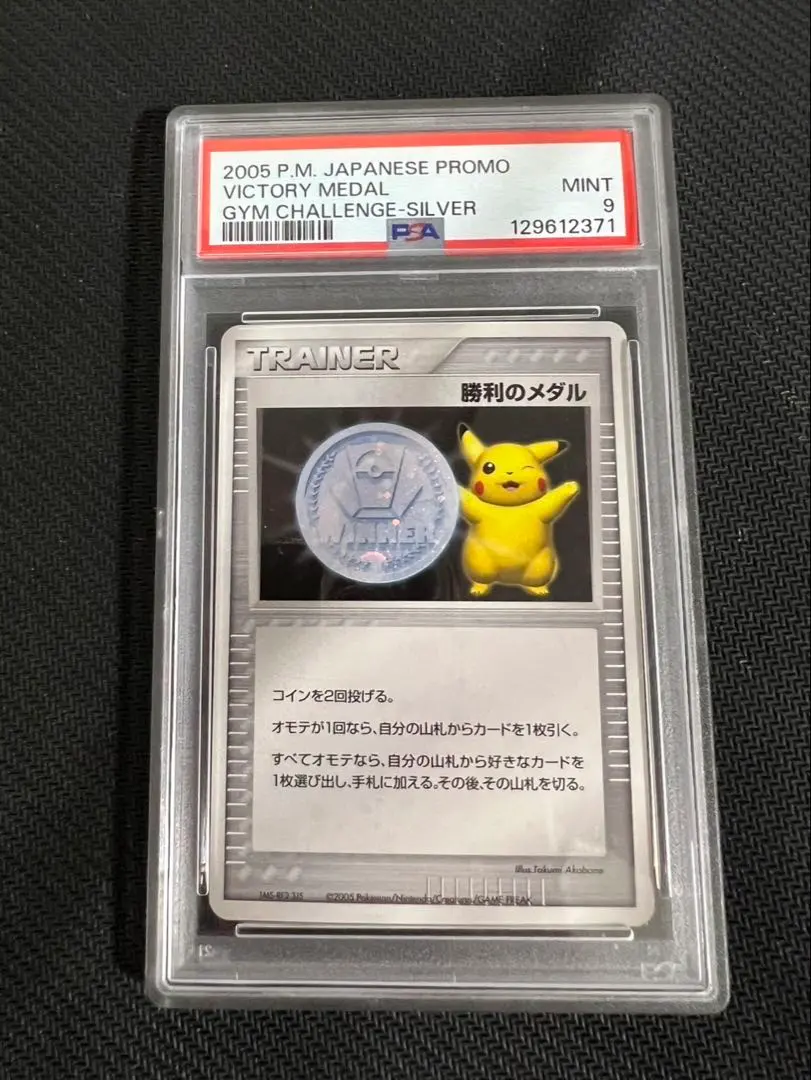 2005 P.M. JAPANESE PROMO
VICTORY MEDAL MINT
GYM CHALLENGE-SILVER 9
PSA 129612371
TRAINER
勝利のメダル
WINNER
コインを2回投げる。
オモテが1回なら、自分の山札からカードを1枚引く。
すべてオモテなら、自分の山札から好きなカードを
1枚選び出し、手札に加える。その後、その山札を切る。
Illus. Takumi Akabane
©2005 Pokémon/Nintendo/Creatures/GAME FREAK